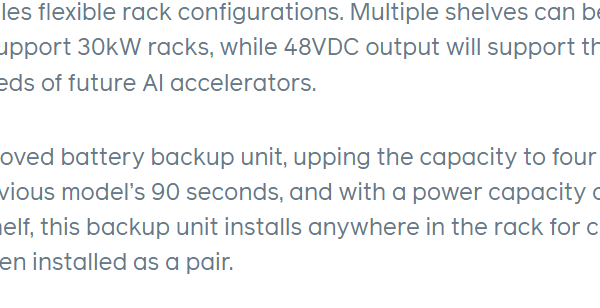 les flexible rack configurations. Multiple shelves can be
upport 30kW racks, while 48VDC output will support th
eds of future AI accelerators.
oved battery backup unit, upping the capacity to four
vious model's 90 seconds, and with a power capacity
elf, this backup unit installs anywhere in the rack for c
en installed as a pair.